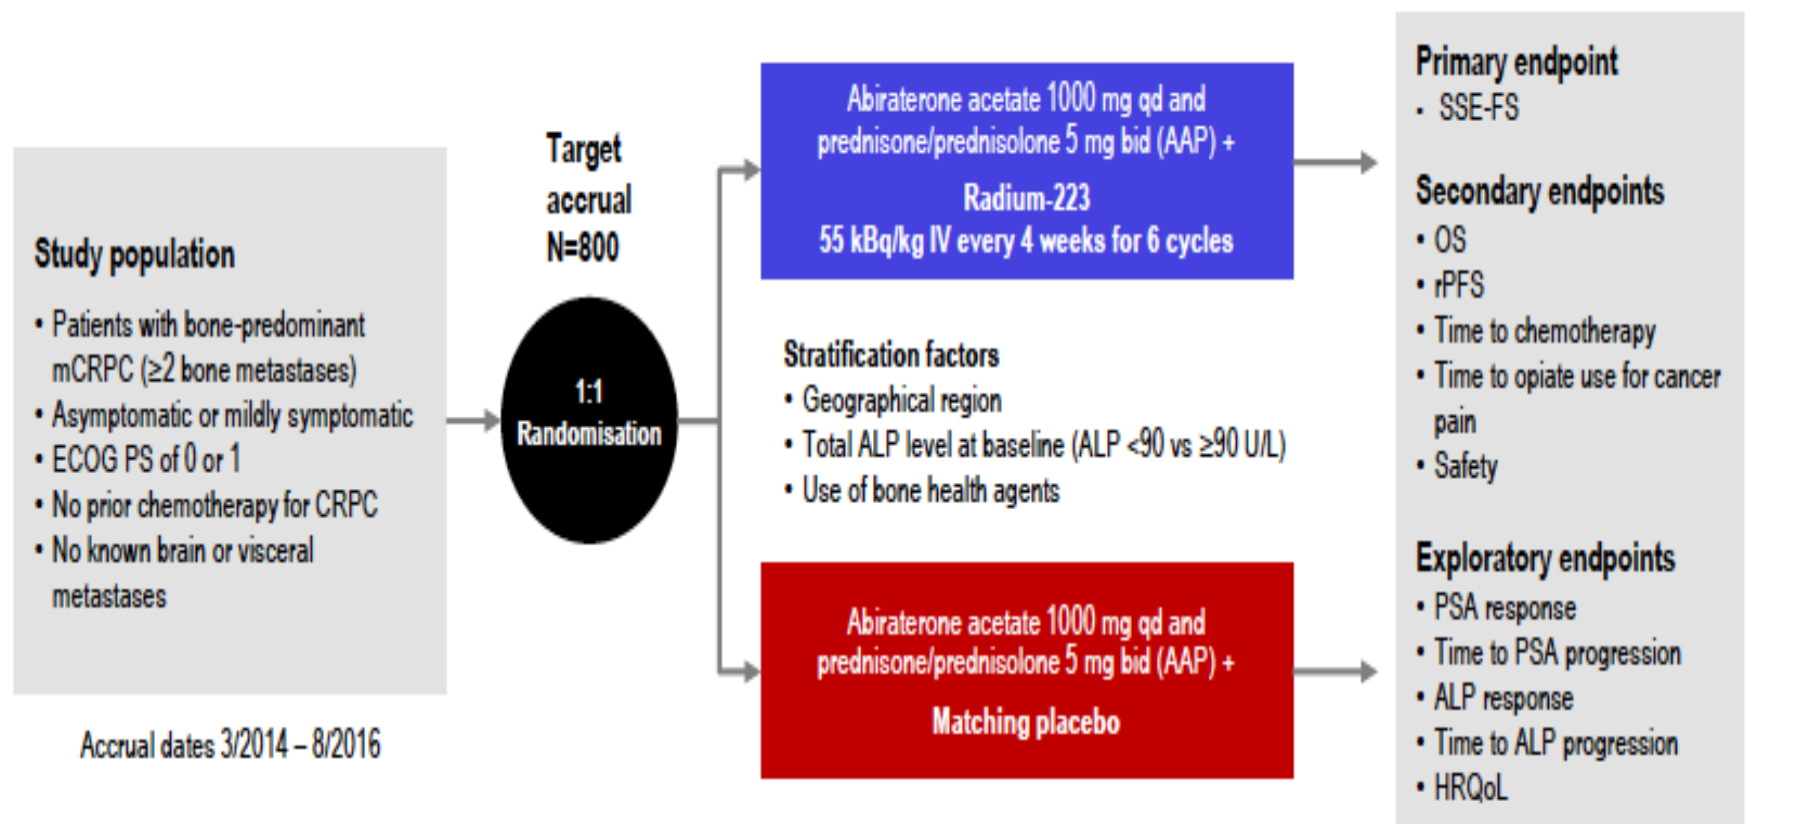 Study population
• Patients with bone-predominant
mCRPC (≥2 bone metastases)
• Asymptomatic or mildly symptomatic
• ECOG PS of 0 or 1
• No prior chemotherapy for CRPC
• No known brain or visceral
metastases
Accrual dates 3/2014 – 8/2016
Target
accrual
N=800
1:1
Randomisation
Abiraterone acetate 1000 mg qd and
prednisone/prednisolone 5 mg bid (AAP) +
Radium-223
55 kBq/kg IV every 4 weeks for 6 cycles
Stratification factors
• Geographical region
• Total ALP level at baseline (ALP <90 vs ≥90 U/L)
• Use of bone health agents
Abiraterone acetate 1000 mg qd and
prednisone/prednisolone 5 mg bid (AAP) +
Matching placebo
Primary endpoint
- SSE-FS
Secondary endpoints
• OS
• rPFS
• Time to chemotherapy
• Time to opiate use for cancer
pain
• Safety
Exploratory endpoints
• PSA response
• Time to PSA progression
• ALP response
• Time to ALP progression
• HRQoL